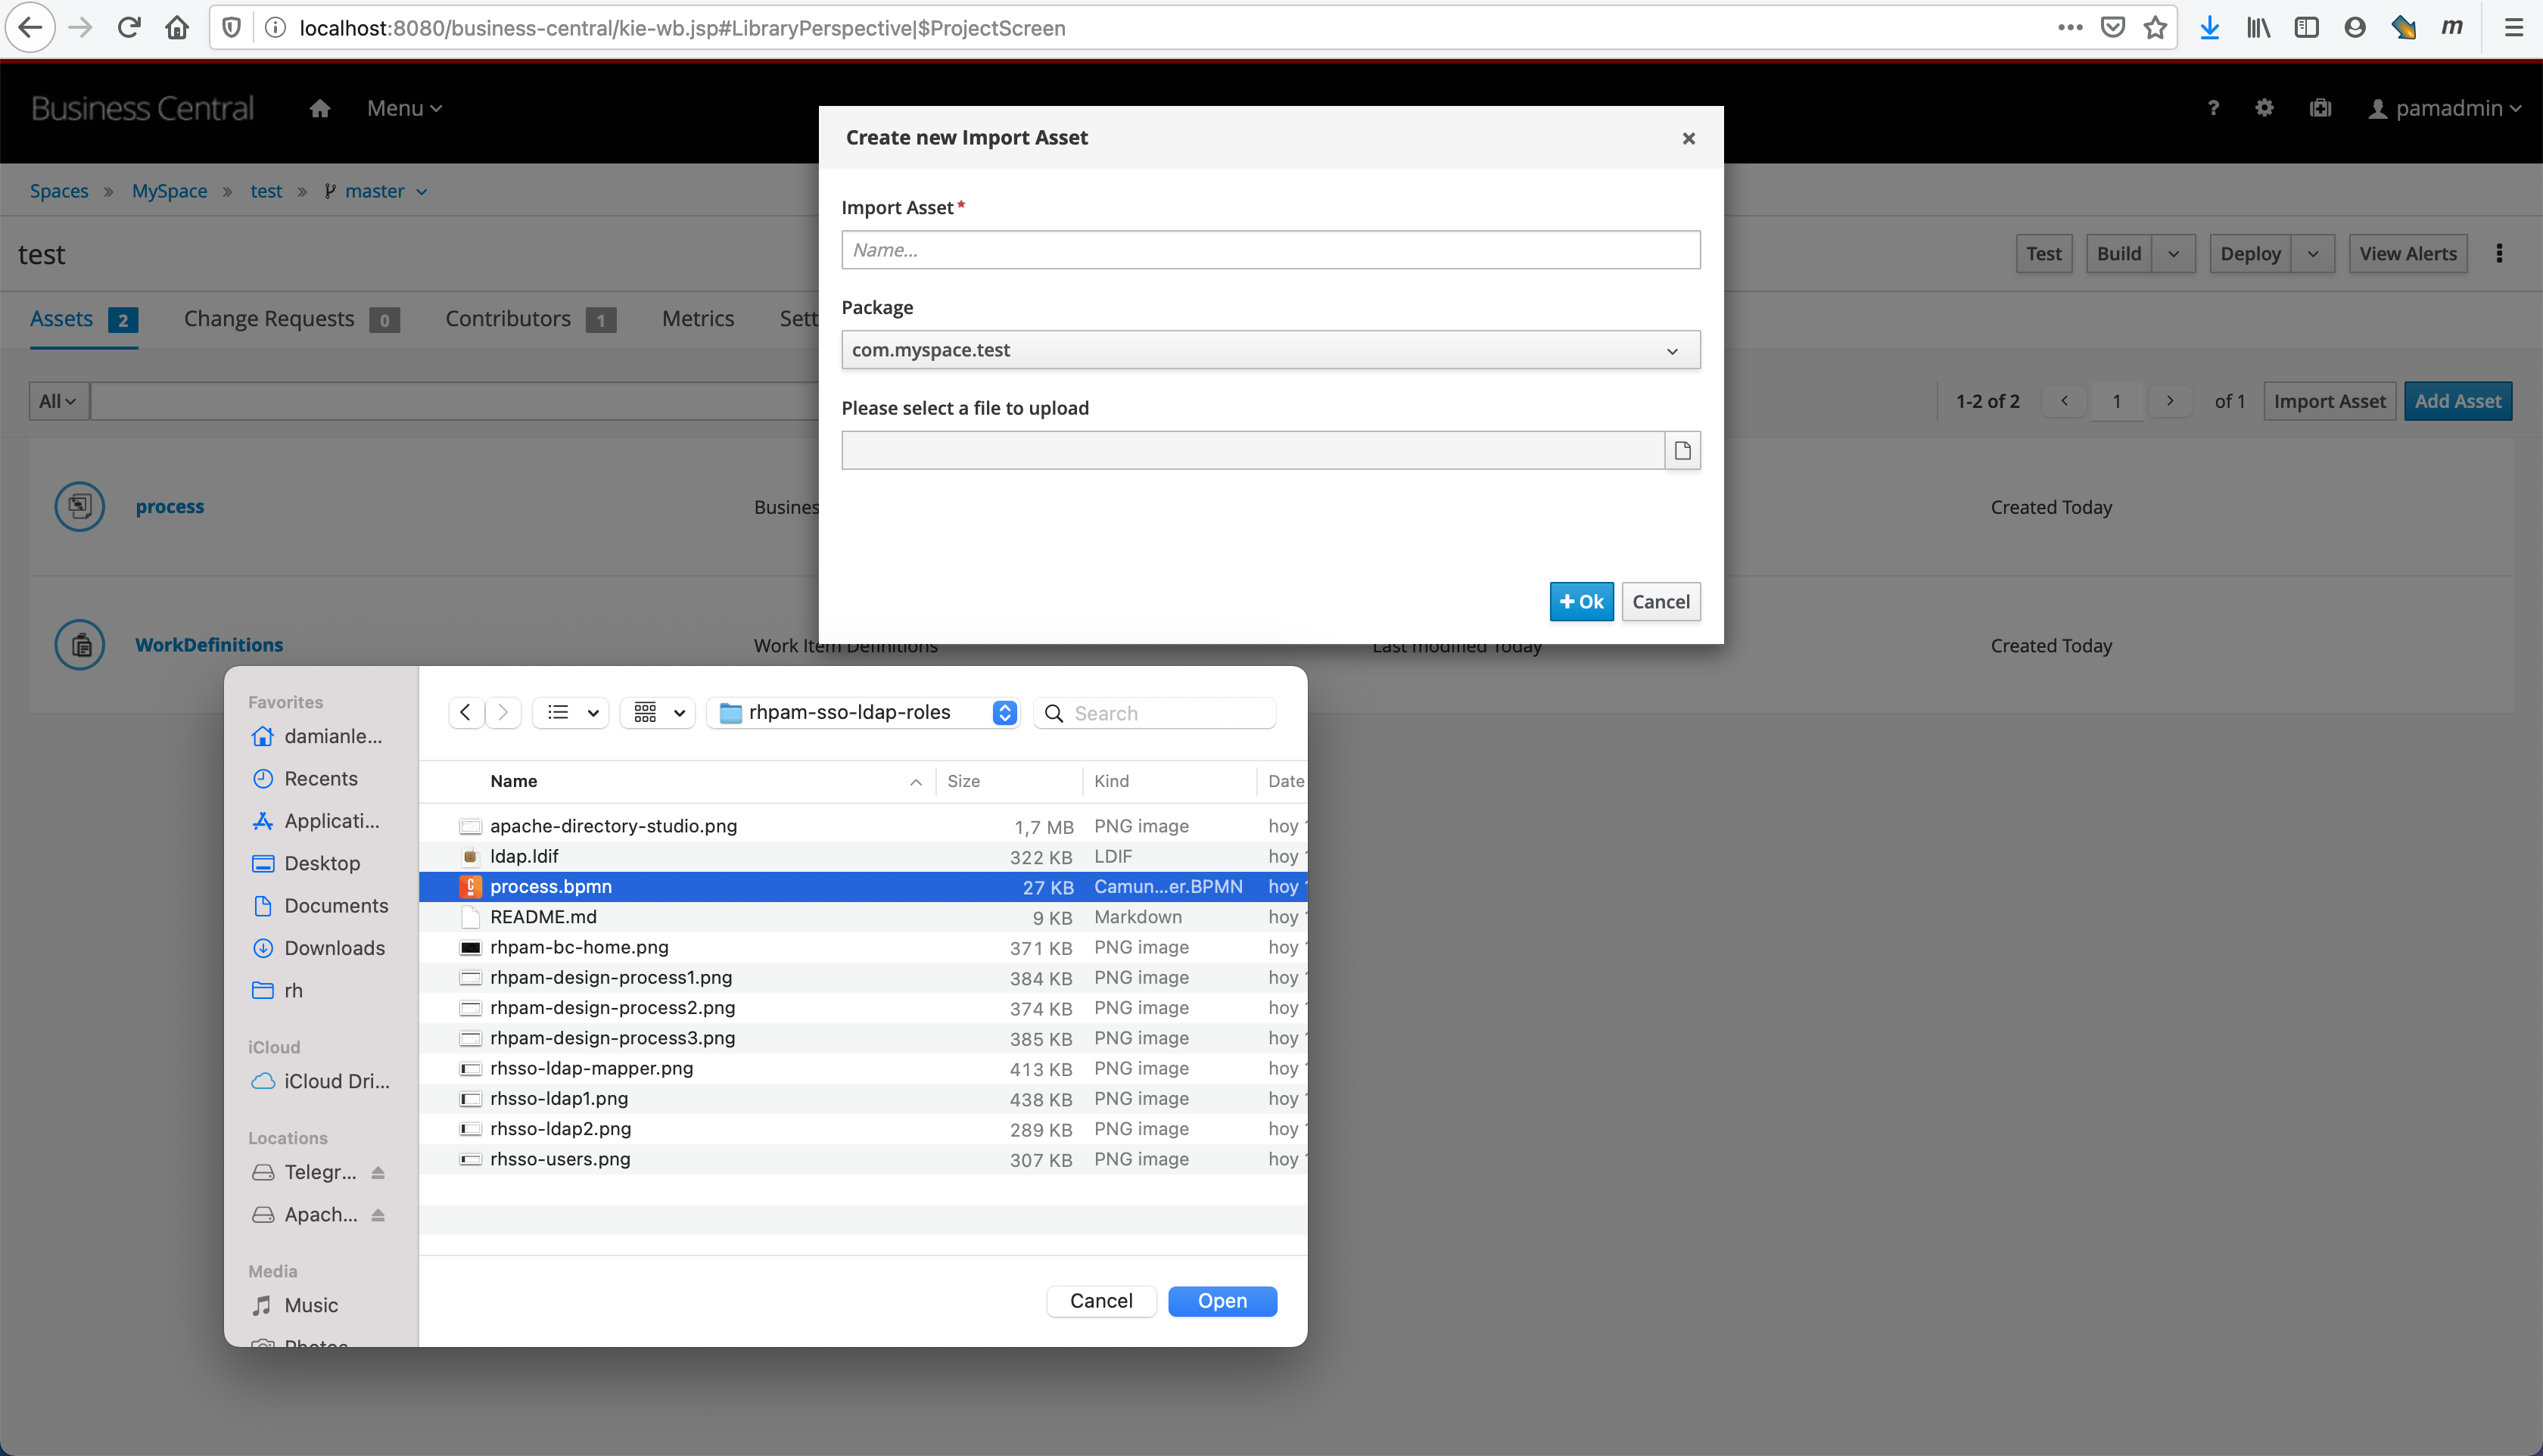 localhost:8080/business-central/kie-wb.jsp#LibraryPerspective|$ProjectScreen
m
Business Central
Menu
?
pamadmin
Create new Import Asset
Spaces » MySpace » test » master
Import Asset*
Name...
test
Test
Build
Deploy
View Alerts
Package
com.myspace.test
Assets 2
Change Requests 0
Contributors 1
Metrics
Sett
All
Please select a file to upload
1-2 of 2
1
of 1
Import Asset
Add Asset
process
Busines
Created Today
+ Ok
Cancel
WorkDefinitions
Work Item Definitions
Last modified Today
Created Today
Favorites
damianle...
Recents
Applicati...
Desktop
Documents
Downloads
rh
iCloud
iCloud Dri...
Locations
Telegr...
Apach...
Media
Music
Photos
rhpam-sso-ldap-roles
Search
Name Size Kind Date
apache-directory-studio.png 1,7 MB PNG image hoy
ldap.ldif 322 KB LDIF hoy
process.bpmn 27 KB Camun...er.BPMN hoy
README.md 9 KB Markdown hoy
rhpam-bc-home.png 371 KB PNG image hoy
rhpam-design-process1.png 384 KB PNG image hoy
rhpam-design-process2.png 374 KB PNG image hoy
rhpam-design-process3.png 385 KB PNG image hoy
rhsso-ldap-mapper.png 413 KB PNG image hoy
rhsso-ldap1.png 438 KB PNG image hoy
rhsso-ldap2.png 289 KB PNG image hoy
rhsso-users.png 307 KB PNG image hoy
Cancel
Open